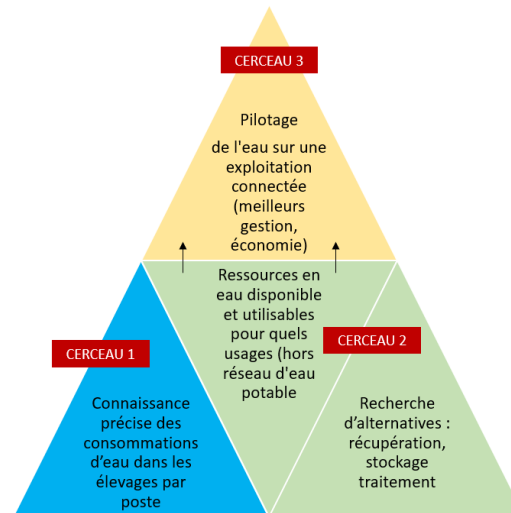 CERCEAU 3
Pilotage
de l'eau sur une
exploitation
connectée
(meilleurs
gestion,
économie)
Ressources en
eau disponible
et utilisables
pour quels
usages (hors
réseau d'eau
potable
CERCEAU 1
Connaissance
précise des
consommations
d'eau dans les
élevages par
poste
CERCEAU 2
Recherche
d'alternatives :
récupération,
stockage
traitement